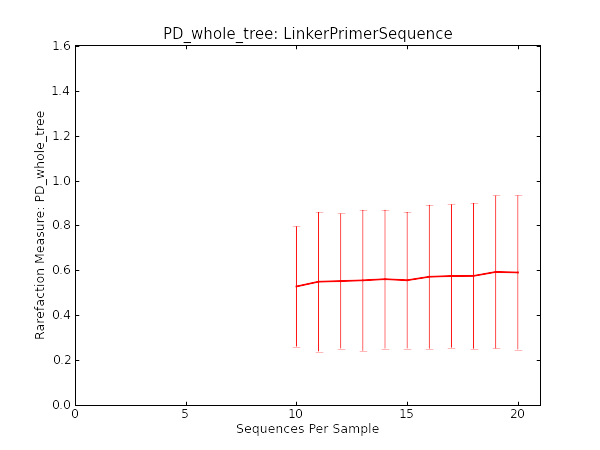 PD_whole_tree: LinkerPrimerSequence
1.6
1.4
1.2
1.0
0.8
0.6
0.4
0.2
0.0
Rarefaction Measure: PD_whole_tree
0 5 10 15 20
Sequences Per Sample